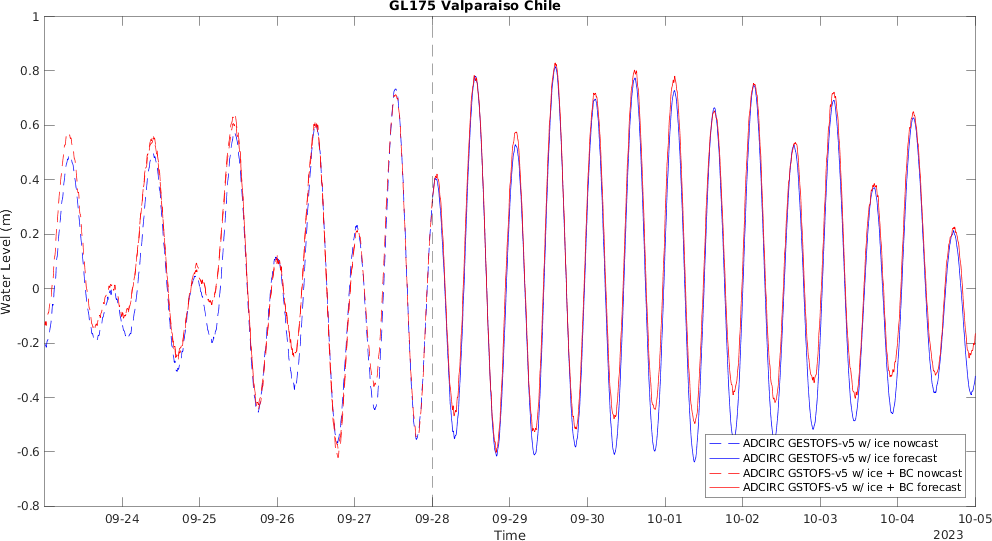 GL175 Valparaiso Chile
1
0.8
0.6
0.4
0.2
0
-0.2
-0.4
-0.6
-0.8
Water Level (m)
ADCIRC GESTOFS-v5 w/ ice nowcast
ADCIRC GESTOFS-v5 w/ ice forecast
ADCIRC GSTOFS-v5 w/ ice + BC nowcast
ADCIRC GSTOFS-v5 w/ ice + BC forecast
09-24 09-25 09-26 09-27 09-28 09-29 09-30 10-01 10-02 10-03 10-04 10-05
Time
2023